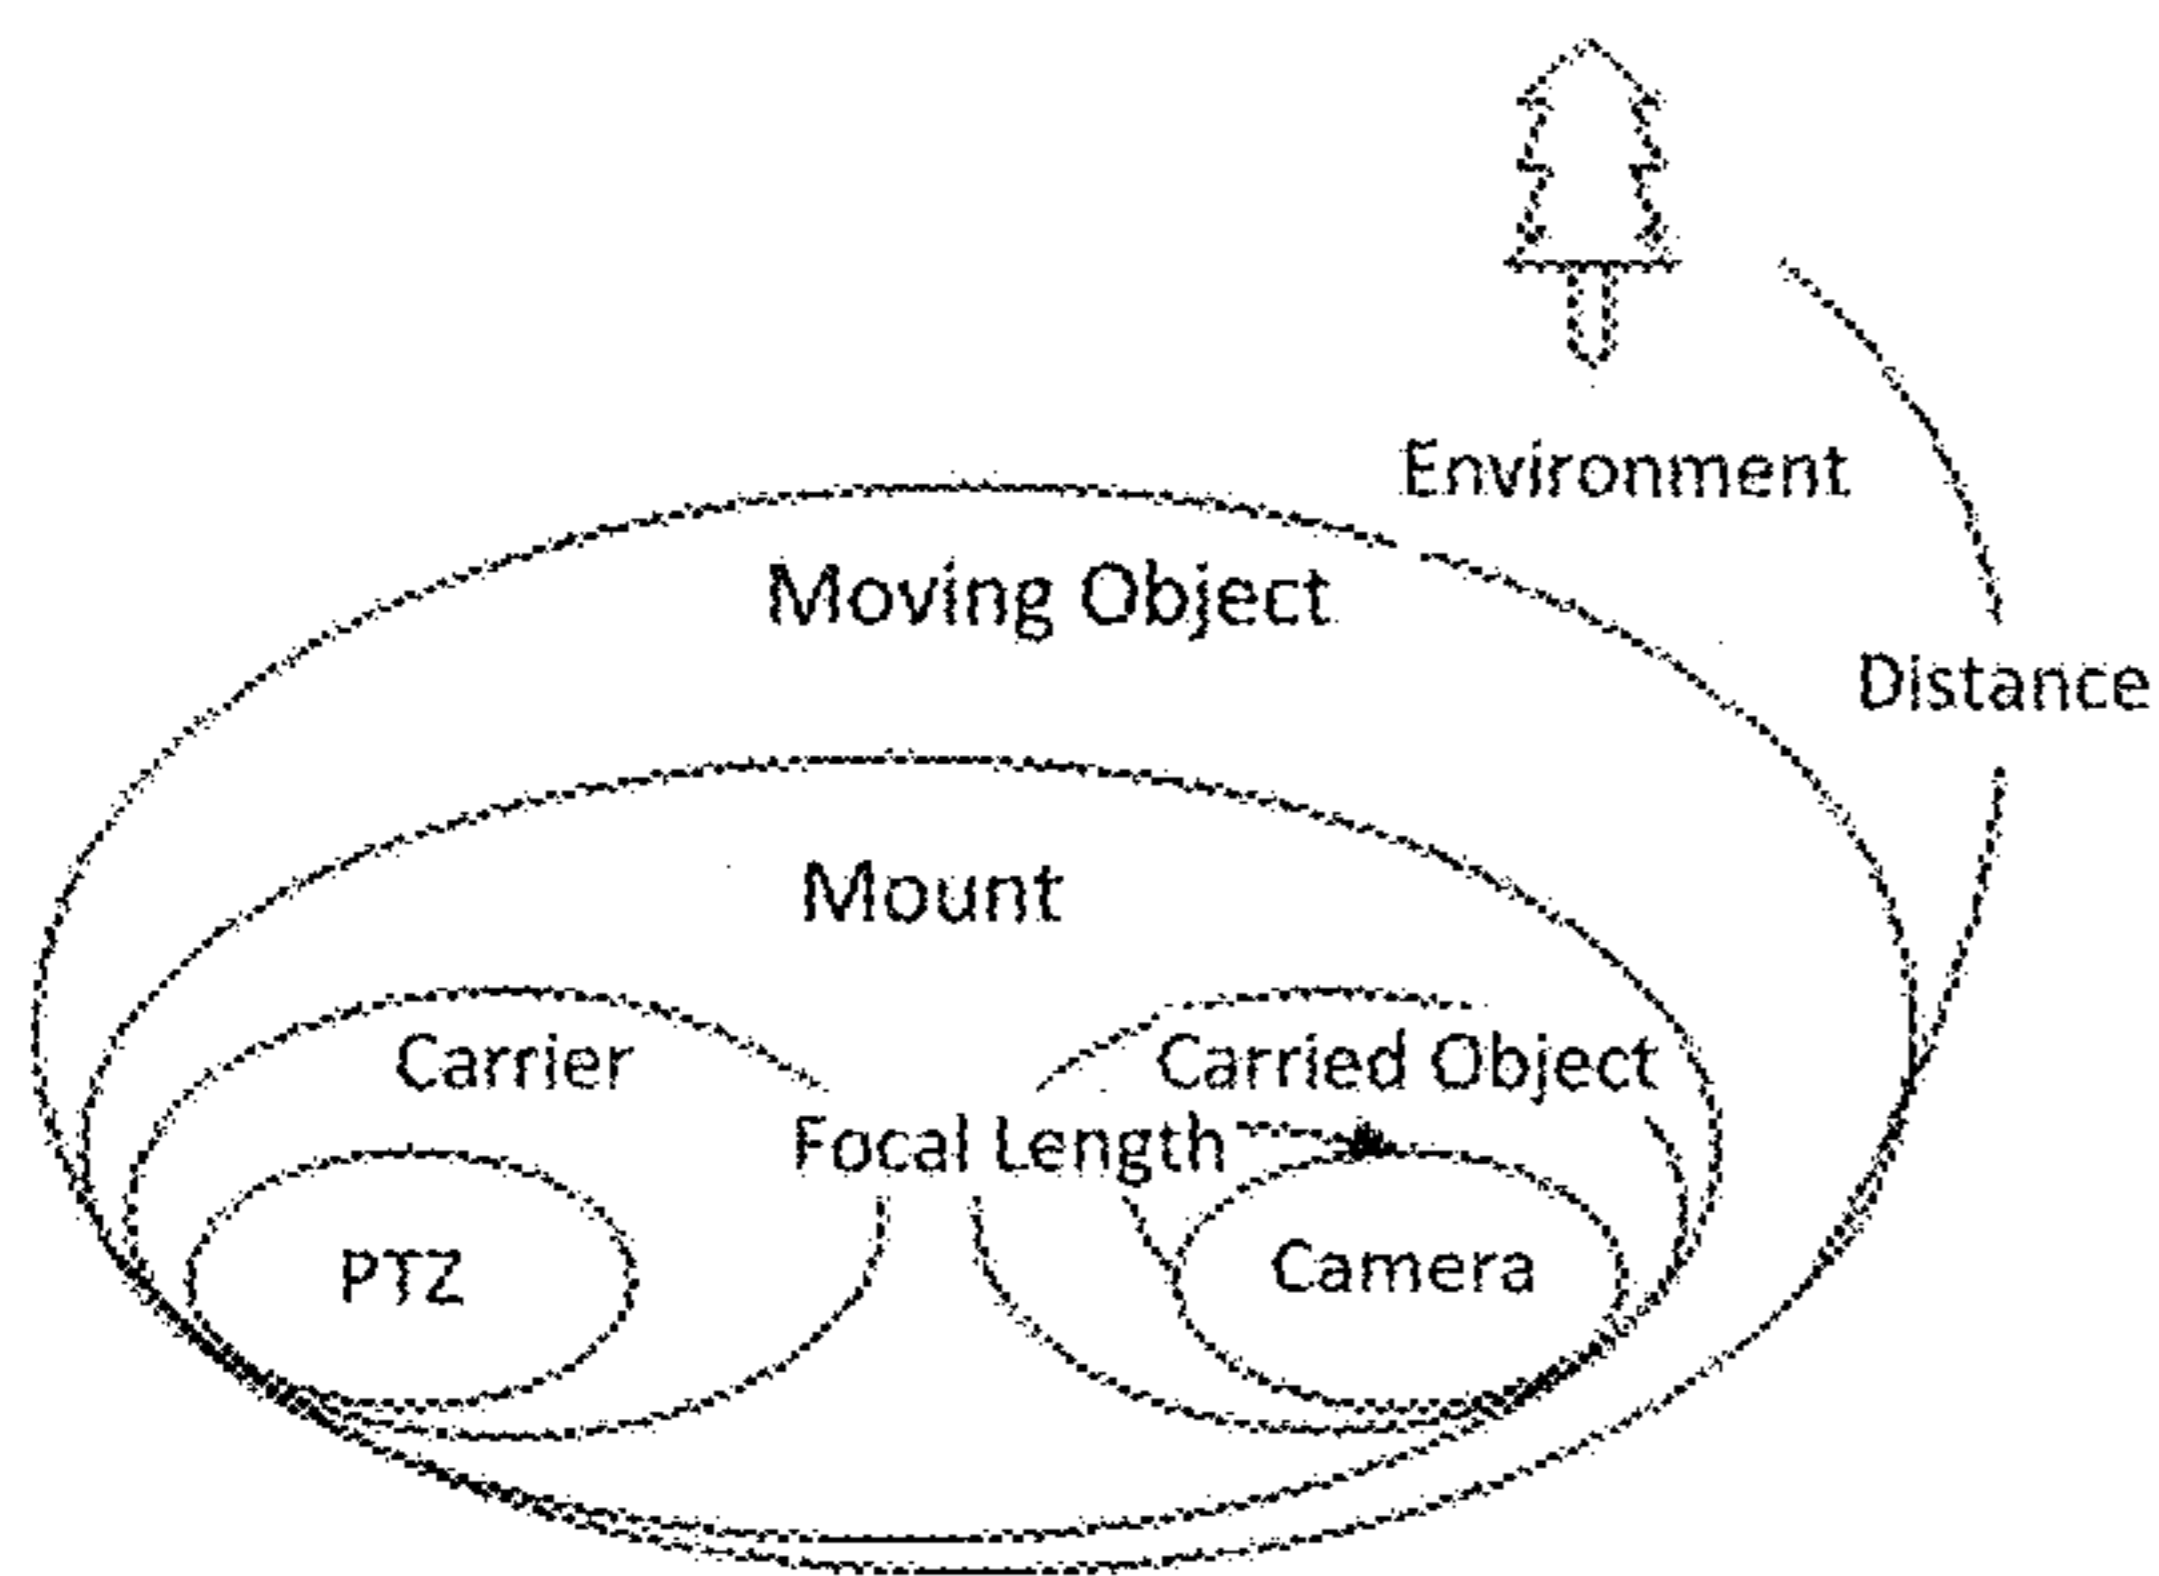 Environment
Moving Object
Distance
Mount
Carrier
Carried Object
Focal Length
PTZ
Camera